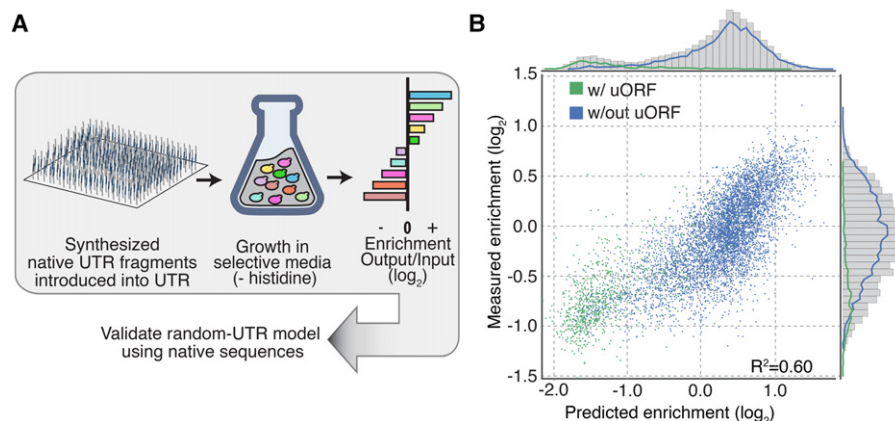 A
- 0 +
Synthesized
native UTR fragments
introduced into UTR
Growth in
selective media
(- histidine)
Enrichment
Output/Input
(log2)
Validate random-UTR model
using native sequences
B
w/ uORF
w/out uORF
Measured enrichment (log2)
1.5
1.0
0.5
0.0
-0.5
-1.0
-1.5
R2=0.60
-2.0 -1.0 0.0 1.0
Predicted enrichment (log2)